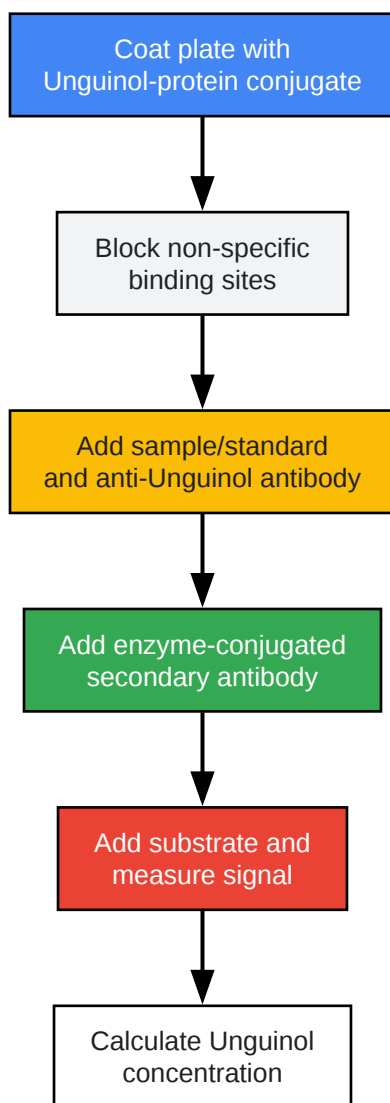 Coat plate with
Unguinol-protein conjugate
Block non-specific
binding sites
Add sample/standard
and anti-Unguinol antibody
Add enzyme-conjugated
secondary antibody
Add substrate and
measure signal
Calculate Unguinol
concentration